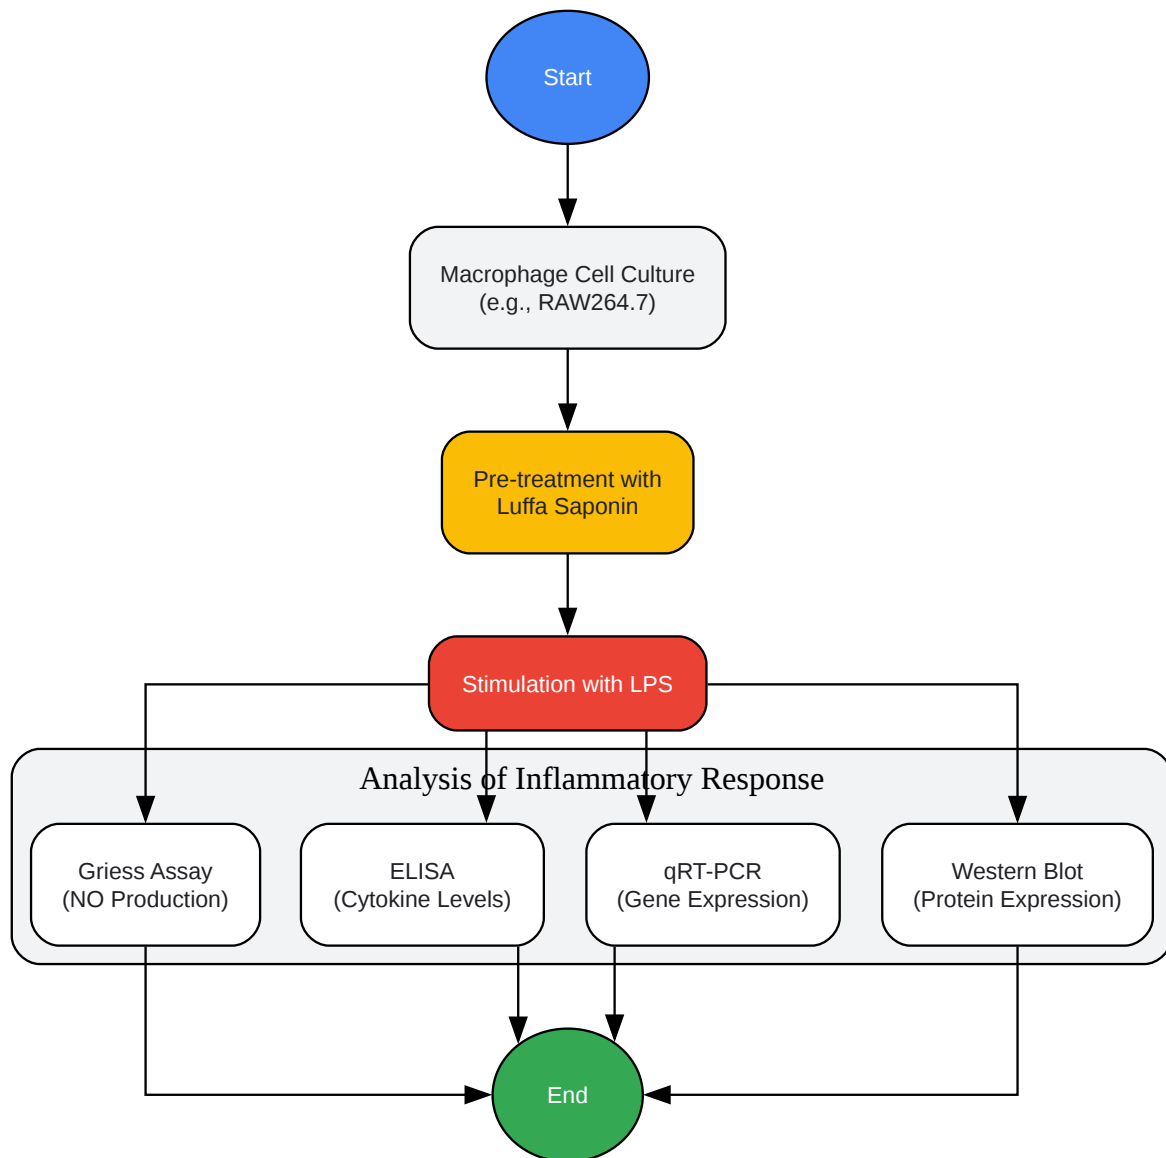 Start
Macrophage Cell Culture
(e.g., RAW264.7)
Pre-treatment with
Luffa Saponin
Stimulation with LPS
Analysis of Inflammatory Response
Griess Assay
(NO Production)
ELISA
(Cytokine Levels)
qRT-PCR
(Gene Expression)
Western Blot
(Protein Expression)
End